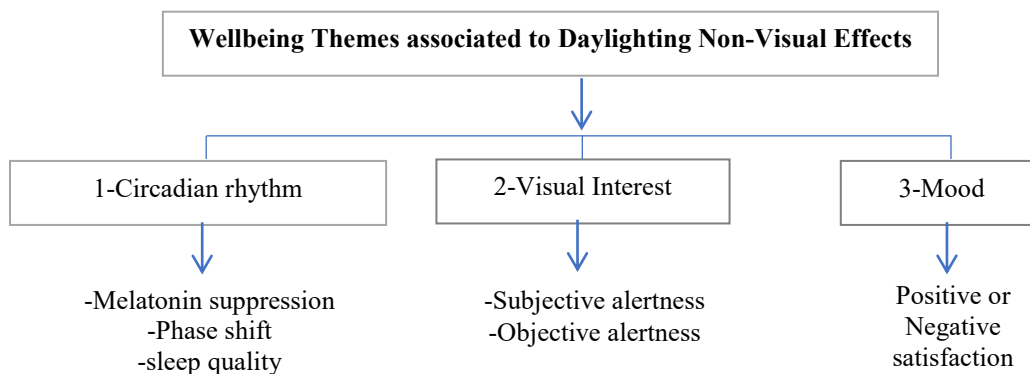 Wellbeing Themes associated to Daylighting Non-Visual Effects
1-Circadian rhythm
2-Visual Interest
3-Mood
-Melatonin suppression
-Phase shift
-sleep quality
-Subjective alertness
-Objective alertness
Positive or
Negative
satisfaction